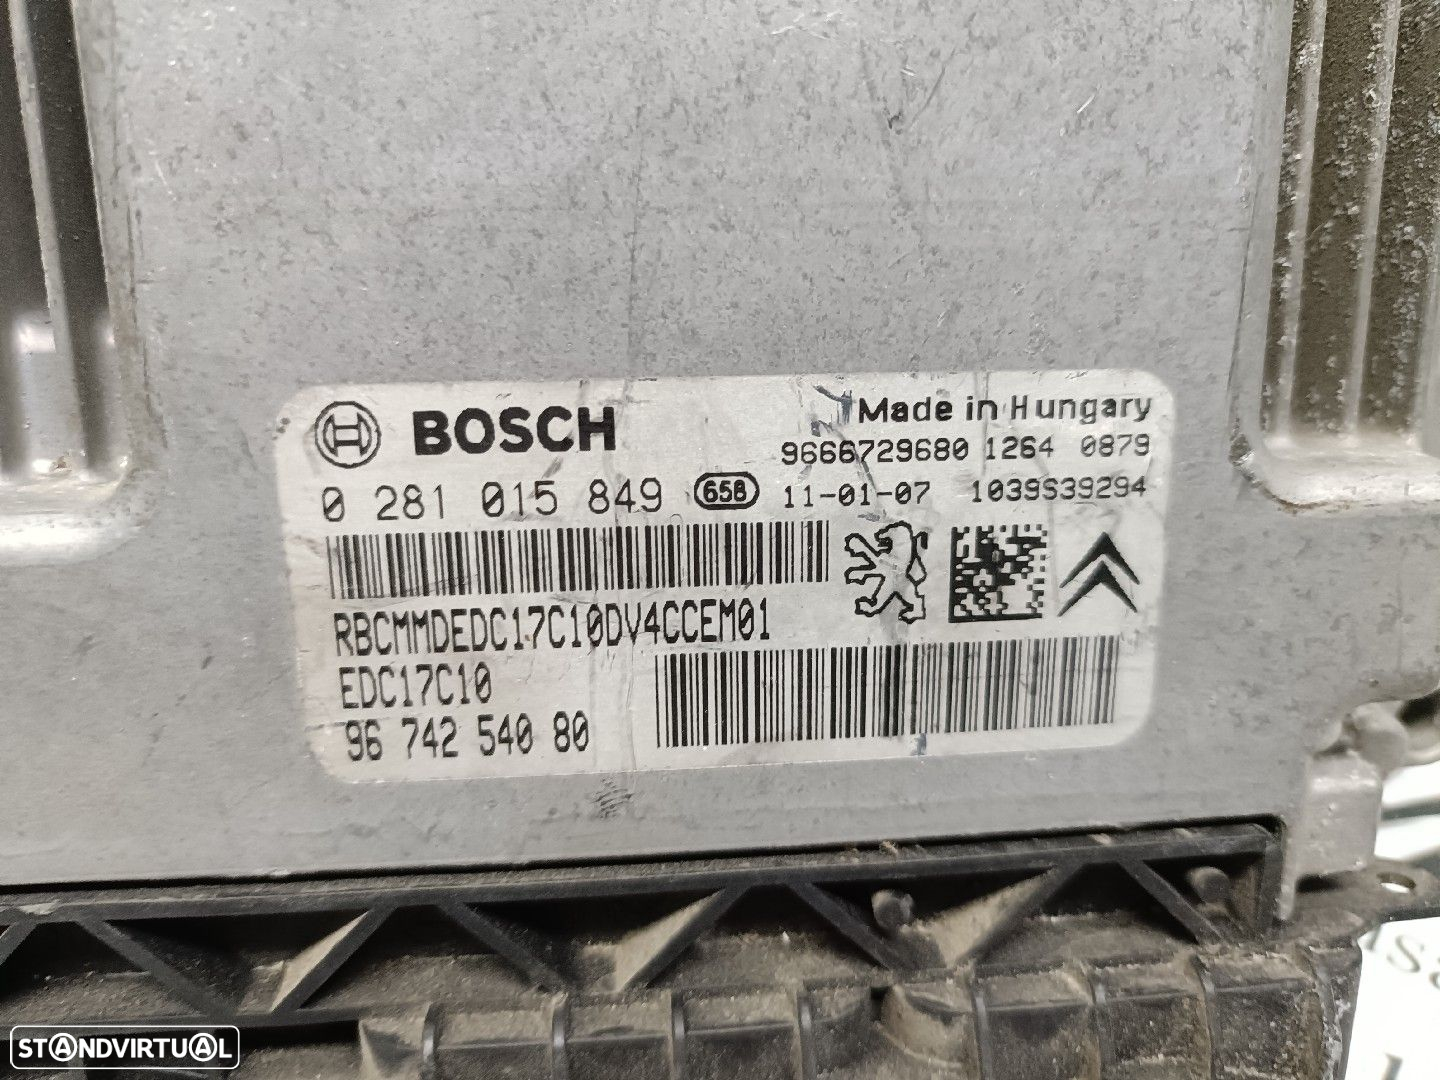 BOSCH
Made in Hungary
9666729680 1264 0879
0 281 015 849 658 11-01-07 1039S39294
RBCMMDEDC17C10DV4CCEM01
EDC17C10
96 742 540 80
STANDVIRTUAL